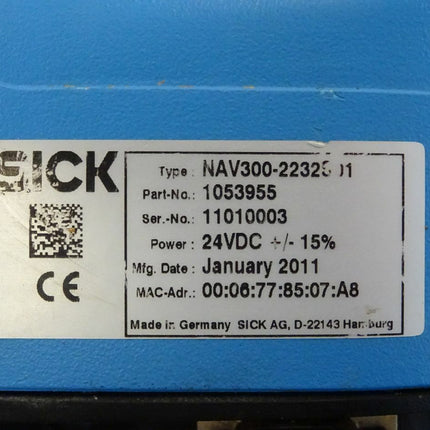 SICK
Type : NAV300-2232
Part-No.: 1053955
Ser.-No.: 11010003
Power : 24VDC +/- 15%
Mfg. Date : January 2011
MAC-Adr.: 00:06:77:85:07:A8
CE
Made in Germany SICK AG, D-22143 Hamburg